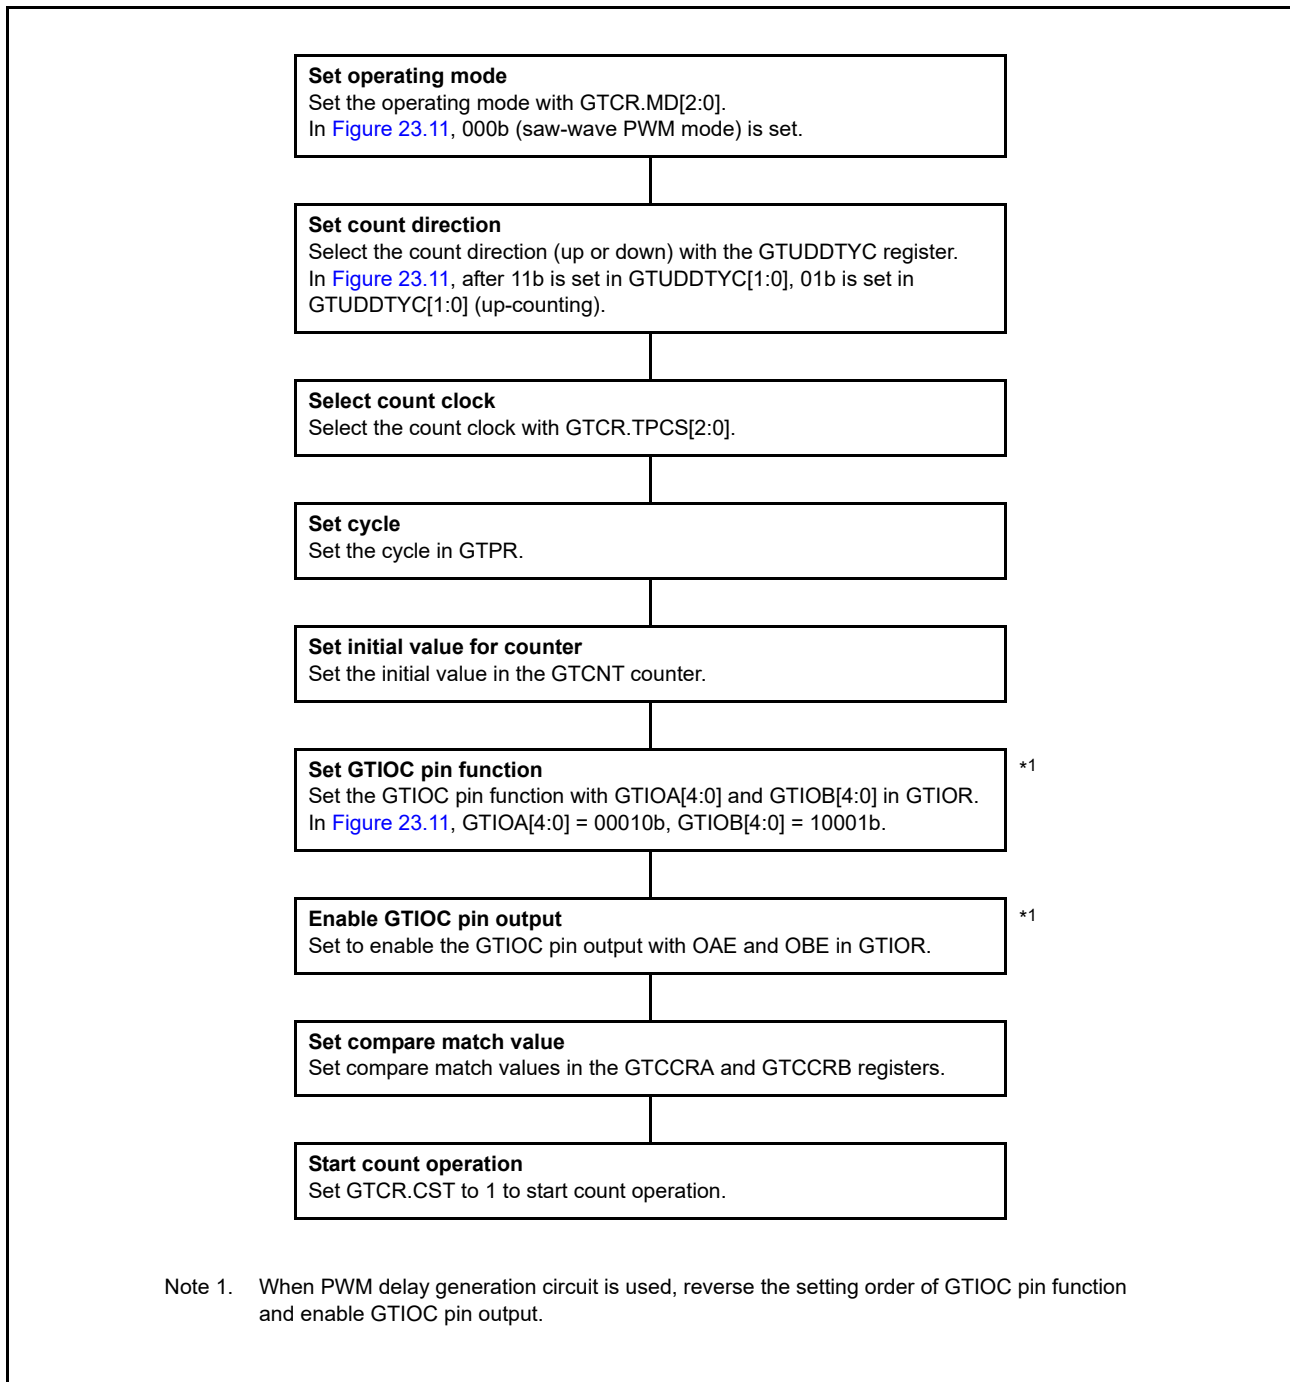 Set operating mode
Set the operating mode with GTCR.MD[2:0].
In Figure 23.11, 000b (saw-wave PWM mode) is set.
Set count direction
Select the count direction (up or down) with the GTUDDTYC register.
In Figure 23.11, after 11b is set in GTUDDTYC[1:0], 01b is set in
GTUDDTYC[1:0] (up-counting).
Select count clock
Select the count clock with GTCR.TPCS[2:0].
Set cycle
Set the cycle in GTPR.
Set initial value for counter
Set the initial value in the GTCNT counter.
Set GTIOC pin function
*1
Set the GTIOC pin function with GTIOA[4:0] and GTIOB[4:0] in GTIOR.
In Figure 23.11, GTIOA[4:0] = 00010b, GTIOB[4:0] = 10001b.
Enable GTIOC pin output
*1
Set to enable the GTIOC pin output with OAE and OBE in GTIOR.
Set compare match value
Set compare match values in the GTCCRA and GTCCRB registers.
Start count operation
Set GTCR.CST to 1 to start count operation.
Note 1. When PWM delay generation circuit is used, reverse the setting order of GTIOC pin function
and enable GTIOC pin output.